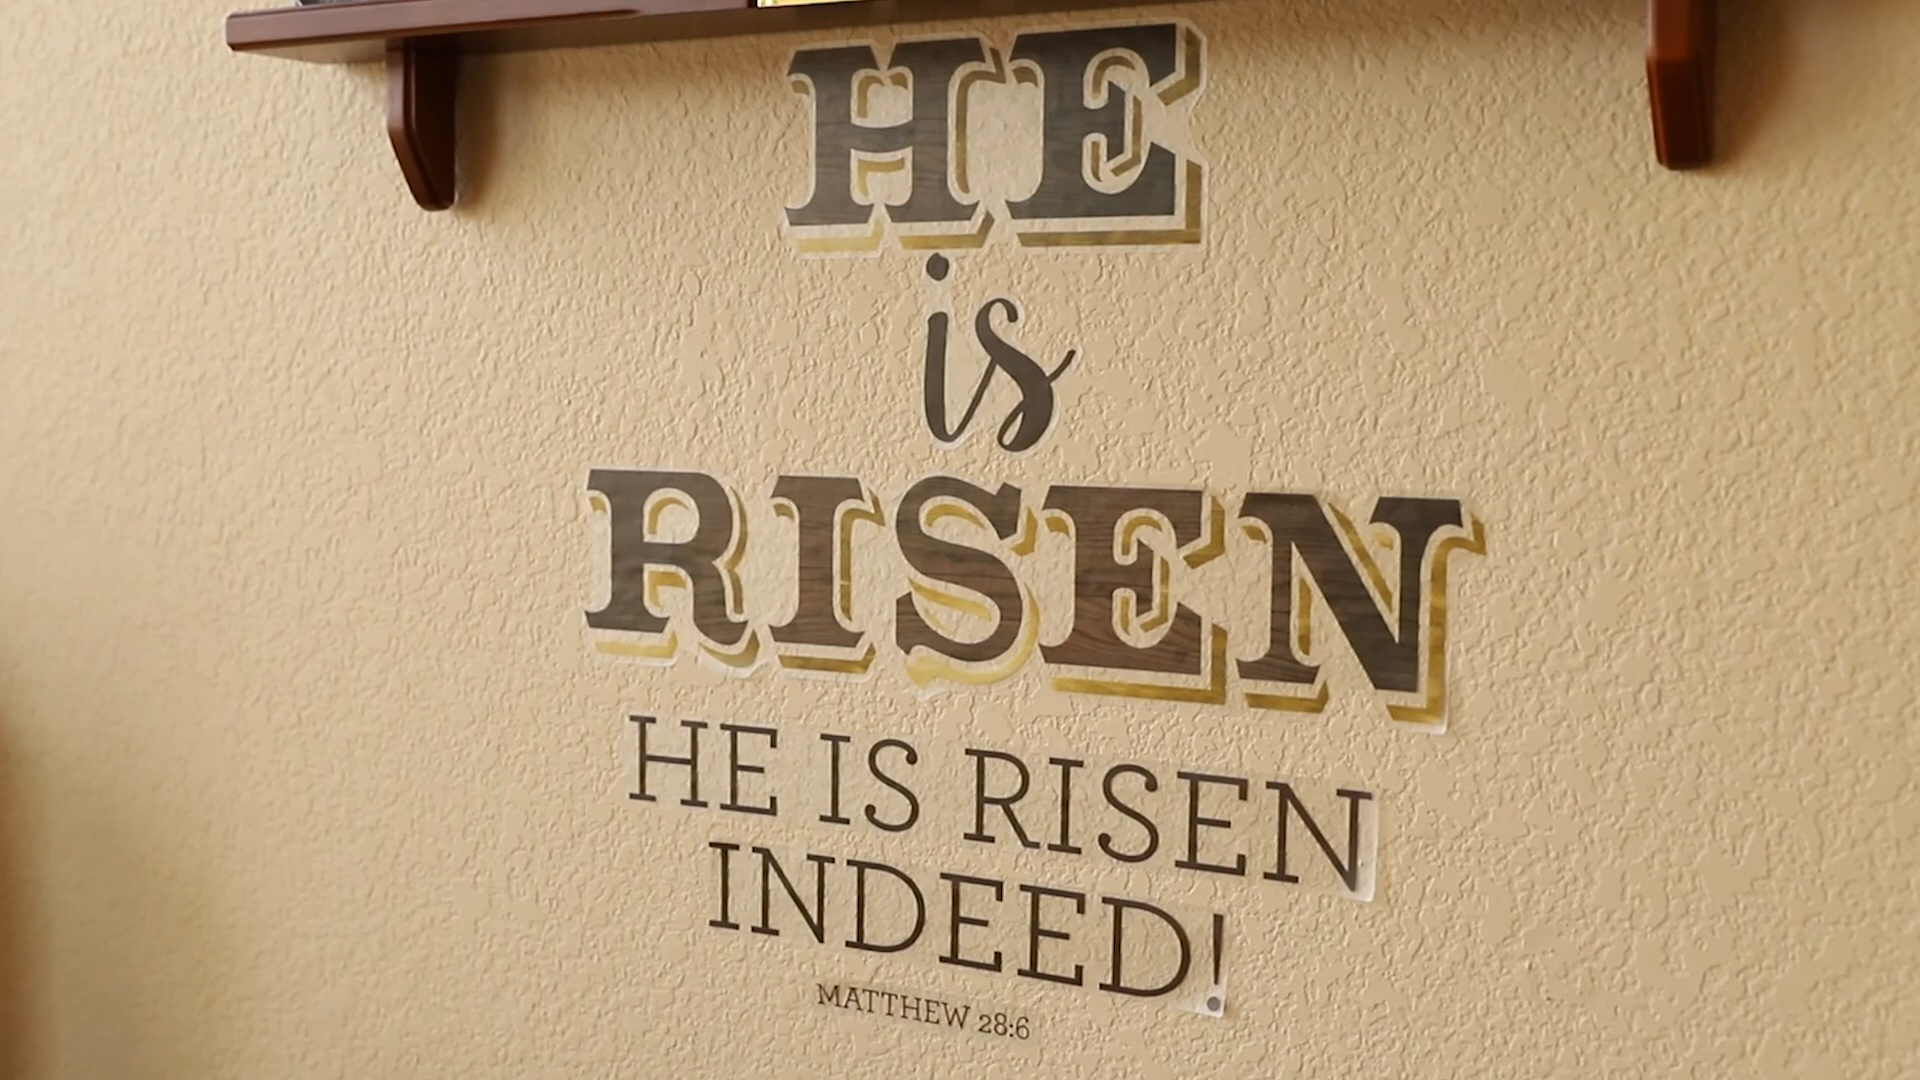 HE
is
RISEN
HE IS RISEN
INDEED!
MATTHEW 28:6